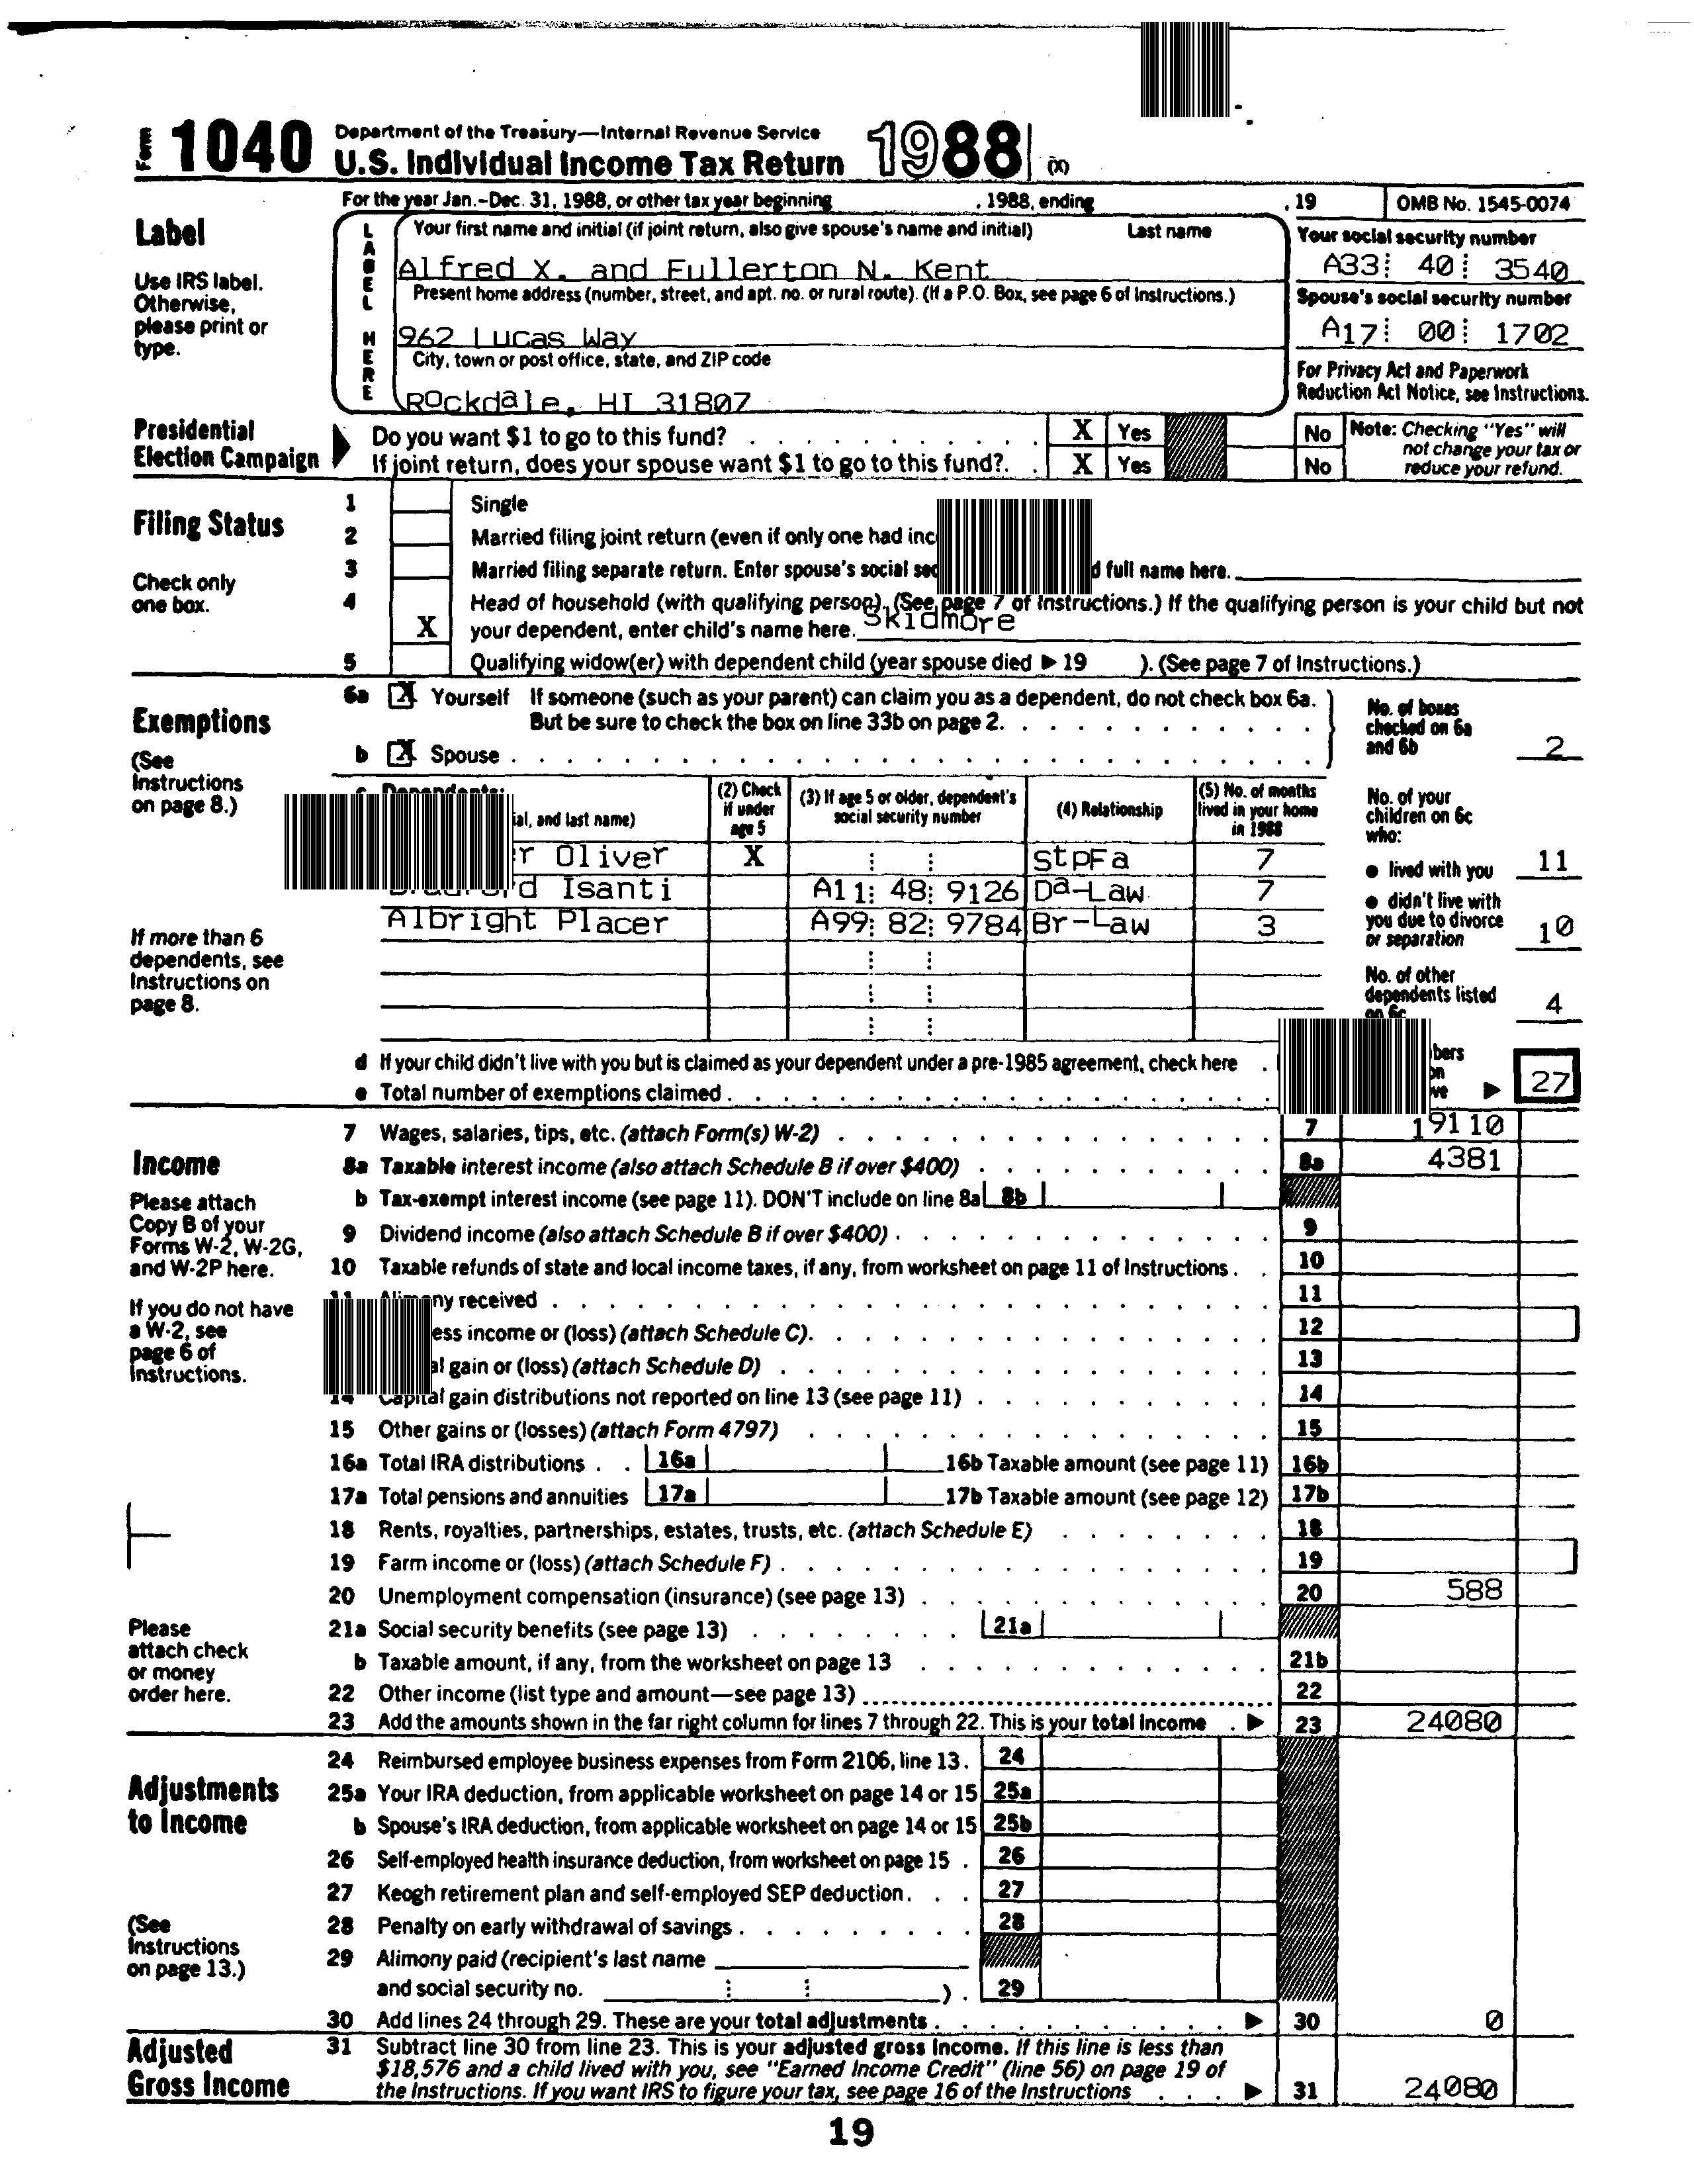 Form 1040 Department of the Treasury—Internal Revenue Service
U.S. Individual Income Tax Return 1988 (X)
For the year Jan.–Dec. 31, 1988, or other tax year beginning , 1988, ending , 19 OMB No. 1545-0074
Label
Use IRS label.
Otherwise,
please print or
type.
LABEL HERE
Your first name and initial (if joint return, also give spouse's name and initial) Last name
Alfred X. and Fullerton N. Kent
Present home address (number, street, and apt. no. or rural route). (If a P.O. Box, see page 6 of Instructions.)
962 Lucas Way
City, town or post office, state, and ZIP code
Rockdale, HI 31807
Your social security number
A33 40 3540
Spouse's social security number
A17 00 1702
For Privacy Act and Paperwork
Reduction Act Notice, see Instructions.
Presidential
Election Campaign
Do you want $1 to go to this fund? X Yes No
If joint return, does your spouse want $1 to go to this fund? X Yes No
Note: Checking "Yes" will
not change your tax or
reduce your refund.
Filing Status
Check only
one box.
1 Single
2 Married filing joint return (even if only one had
3 Married filing separate return. Enter spouse's social full name here.
4 Head of household (with qualifying person). (See page 7 of Instructions.) If the qualifying person is your child but not
X your dependent, enter child's name here. Skidmore
5 Qualifying widow(er) with dependent child (year spouse died ▶ 19 ). (See page 7 of Instructions.)
Exemptions
(See
Instructions
on page 8.)
6a X Yourself If someone (such as your parent) can claim you as a dependent, do not check box 6a.
But be sure to check the box on line 33b on page 2.
b X Spouse
No. of boxes
checked on 6a
and 6b 2
c Dependents:
and last name)
(2) Check
if under
age 5
(3) If age 5 or older, dependent's
social security number
(4) Relationship
(5) No. of months
lived in your home
in 1988
Oliver X StpFa 7
Isanti A11 48 9126 Da-Law 7
Albright Placer A99 82 9784 Br-Law 3
If more than 6
dependents, see
Instructions on
page 8.
No. of your
children on 6c
who:
● lived with you 11
● didn't live with
you due to divorce
or separation 10
No. of other
dependents listed
on 6c 4
d If your child didn't live with you but is claimed as your dependent under a pre-1985 agreement, check here
e Total number of exemptions claimed ▶ 27
Income
Please attach
Copy B of your
Forms W-2, W-2G,
and W-2P here.
If you do not have
a W-2, see
page 6 of
Instructions.
Please
attach check
or money
order here.
7 Wages, salaries, tips, etc. (attach Form(s) W-2) 7 19110
8a Taxable interest income (also attach Schedule B if over $400) 8a 4381
b Tax-exempt interest income (see page 11). DON'T include on line 8a 8b
9 Dividend income (also attach Schedule B if over $400) 9
10 Taxable refunds of state and local income taxes, if any, from worksheet on page 11 of Instructions 10
11 Alimony received 11
income or (loss) (attach Schedule C) 12
gain or (loss) (attach Schedule D) 13
14 Capital gain distributions not reported on line 13 (see page 11) 14
15 Other gains or (losses) (attach Form 4797) 15
16a Total IRA distributions 16a 16b Taxable amount (see page 11) 16b
17a Total pensions and annuities 17a 17b Taxable amount (see page 12) 17b
18 Rents, royalties, partnerships, estates, trusts, etc. (attach Schedule E) 18
19 Farm income or (loss) (attach Schedule F) 19
20 Unemployment compensation (insurance) (see page 13) 20 588
21a Social security benefits (see page 13) 21a
b Taxable amount, if any, from the worksheet on page 13 21b
22 Other income (list type and amount—see page 13) 22
23 Add the amounts shown in the far right column for lines 7 through 22. This is your total income ▶ 23 24080
Adjustments
to Income
(See
Instructions
on page 13.)
24 Reimbursed employee business expenses from Form 2106, line 13 24
25a Your IRA deduction, from applicable worksheet on page 14 or 15 25a
b Spouse's IRA deduction, from applicable worksheet on page 14 or 15 25b
26 Self-employed health insurance deduction, from worksheet on page 15 26
27 Keogh retirement plan and self-employed SEP deduction 27
28 Penalty on early withdrawal of savings 28
29 Alimony paid (recipient's last name
and social security no. ) 29
30 Add lines 24 through 29. These are your total adjustments ▶ 30 0
Adjusted
Gross Income
31 Subtract line 30 from line 23. This is your adjusted gross income. If this line is less than
$18,576 and a child lived with you, see "Earned Income Credit" (line 56) on page 19 of
the Instructions. If you want IRS to figure your tax, see page 16 of the Instructions ▶ 31 24080
19